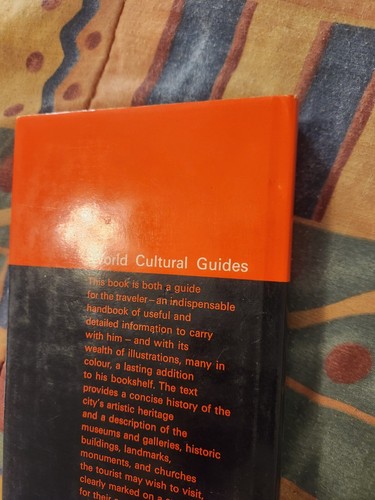 World Cultural Guides
This book is both a guide
for the traveler—an indispensable
handbook of useful and
detailed information to carry
with him—and with its
wealth of illustrations, many in
colour, a lasting addition
to his bookshelf. The text
provides a concise history of the
city's artistic heritage
and a description of the
museums and galleries, historic
buildings, landmarks,
monuments, and churches
the tourist may wish to visit,
clearly marked on a
for their